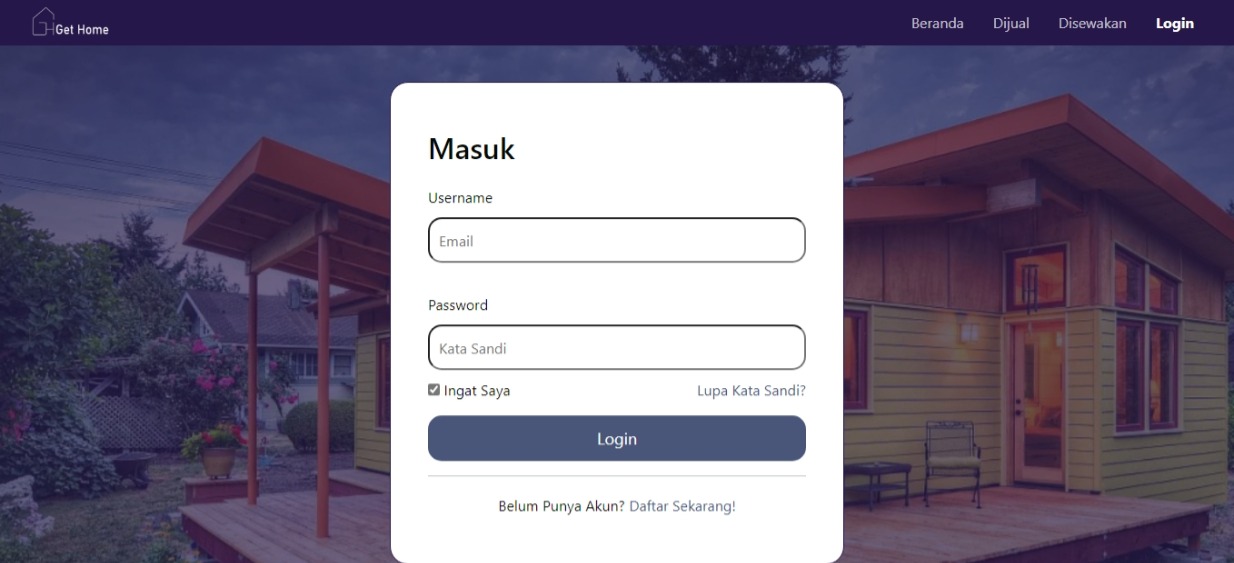 Get Home
Beranda Dijual Disewakan Login
Masuk
Username
Email
Password
Kata Sandi
Ingat Saya Lupa Kata Sandi?
Login
Belum Punya Akun? Daftar Sekarang!